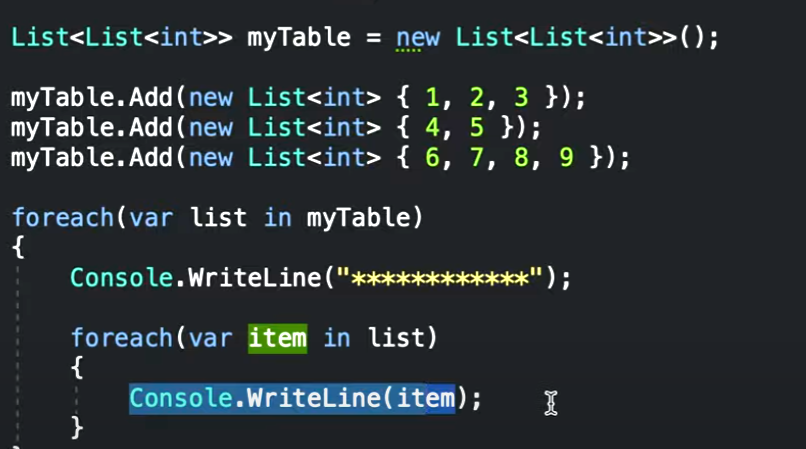 List<List<int>> myTable = new List<List<int>>();
myTable.Add(new List<int> { 1, 2, 3 });
myTable.Add(new List<int> { 4, 5 });
myTable.Add(new List<int> { 6, 7, 8, 9 });
foreach(var list in myTable)
{
Console.WriteLine("************");
foreach(var item in list)
{
Console.WriteLine(item);
}
}